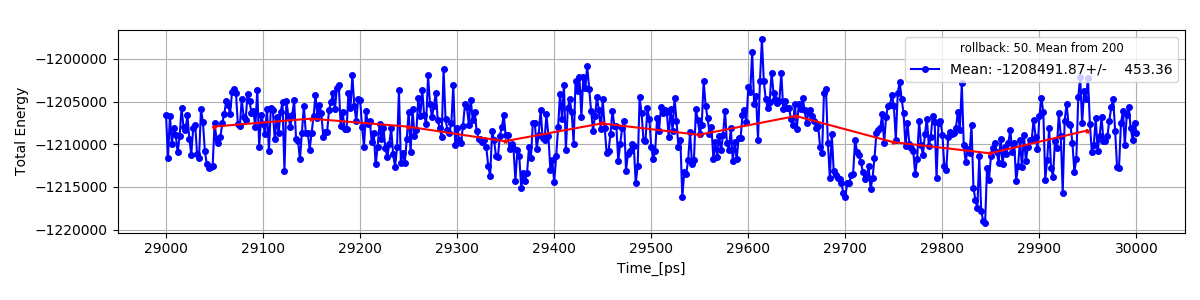 rollback: 50. Mean from 200
Mean: -1208491.87+/- 453.36
Total Energy
−1200000
−1205000
−1210000
−1215000
−1220000
29000 29100 29200 29300 29400 29500 29600 29700 29800 29900 30000
Time_[ps]